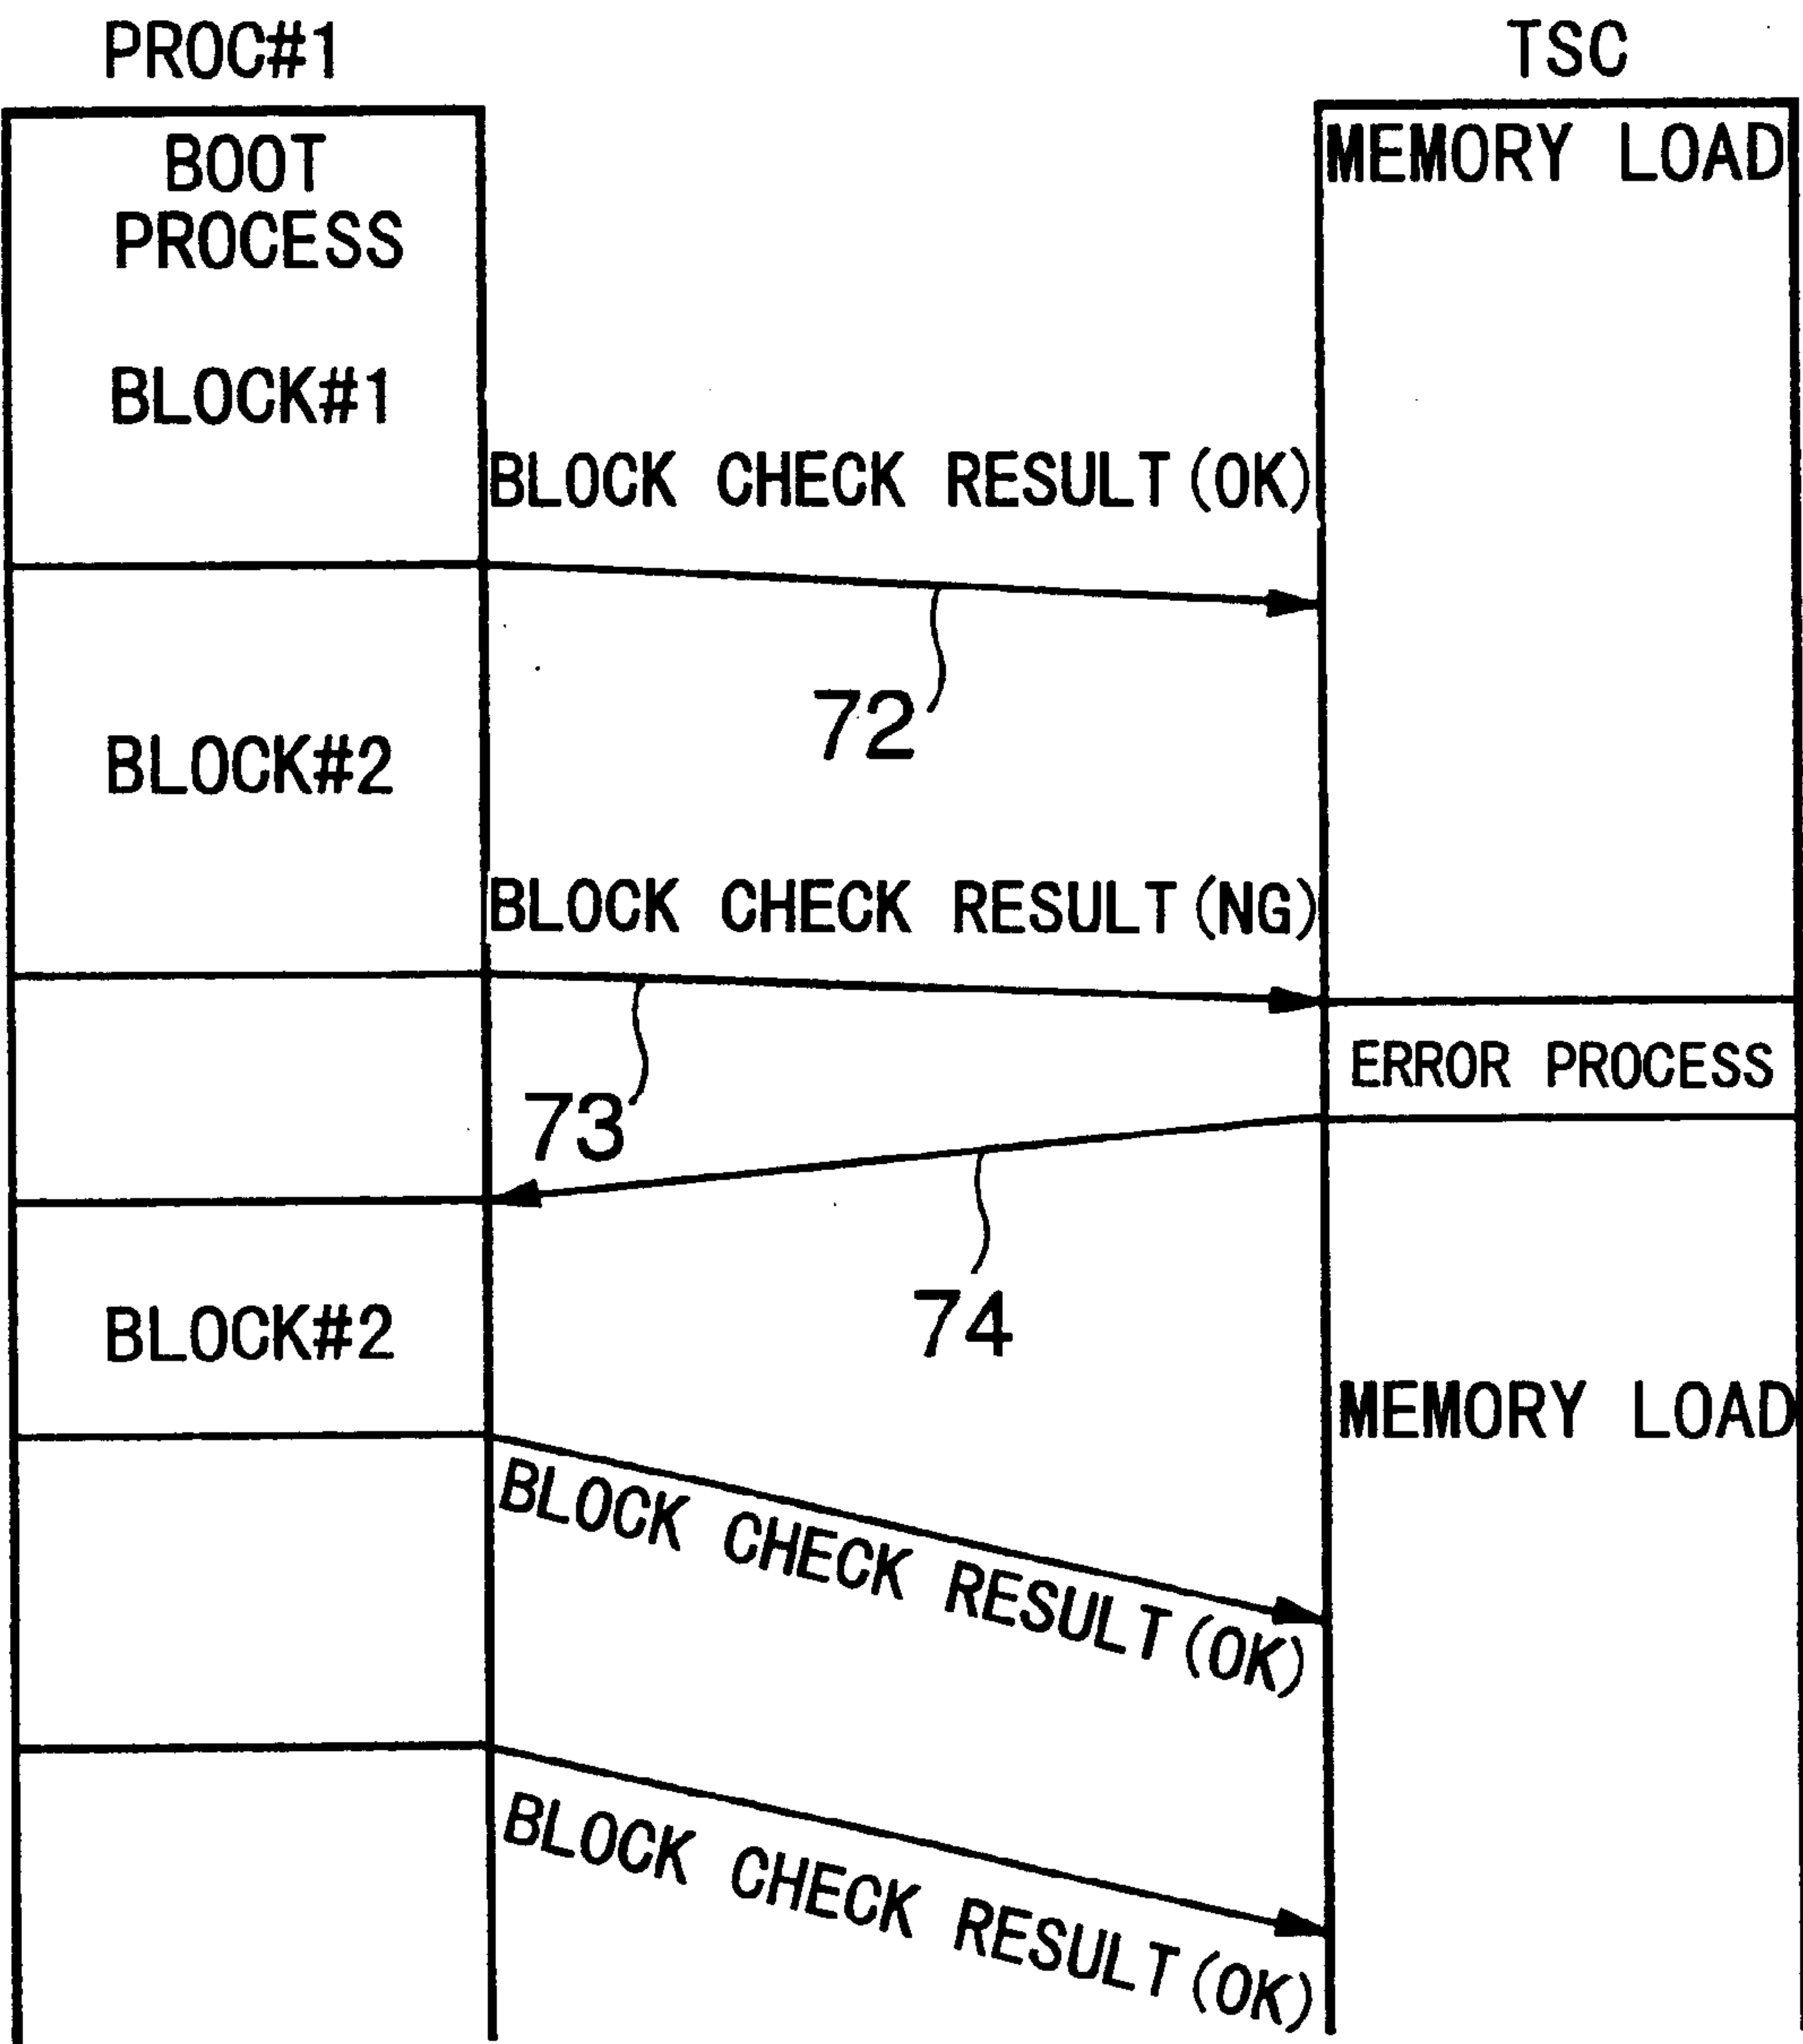 PROC#1
TSC
BOOT
PROCESS
MEMORY LOAD
BLOCK#1
BLOCK CHECK RESULT(OK)
72
BLOCK#2
BLOCK CHECK RESULT(NG)
ERROR PROCESS
73
74
BLOCK#2
MEMORY LOAD
BLOCK CHECK RESULT(OK)
BLOCK CHECK RESULT(OK)